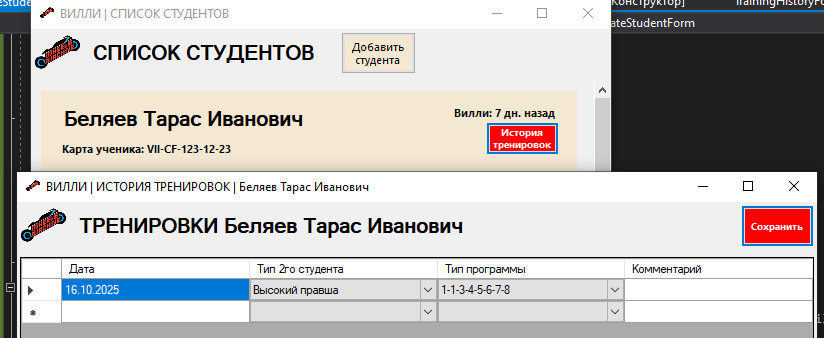 ВИЛЛИ | СПИСОК СТУДЕНТОВ
[Конструктор]
TrainingHistoryFo
ateStudentForm
СПИСОК СТУДЕНТОВ
Добавить
студента
Беляев Тарас Иванович
Вилли: 7 дн. назад
История
тренировок
Карта ученика: VII-CF-123-12-23
ВИЛЛИ | ИСТОРИЯ ТРЕНИРОВОК | Беляев Тарас Иванович
ТРЕНИРОВКИ Беляев Тарас Иванович
Сохранить
Дата Тип 2го студента Тип программы Комментарий
16.10.2025 Высокий правша 1-1-3-4-5-6-7-8